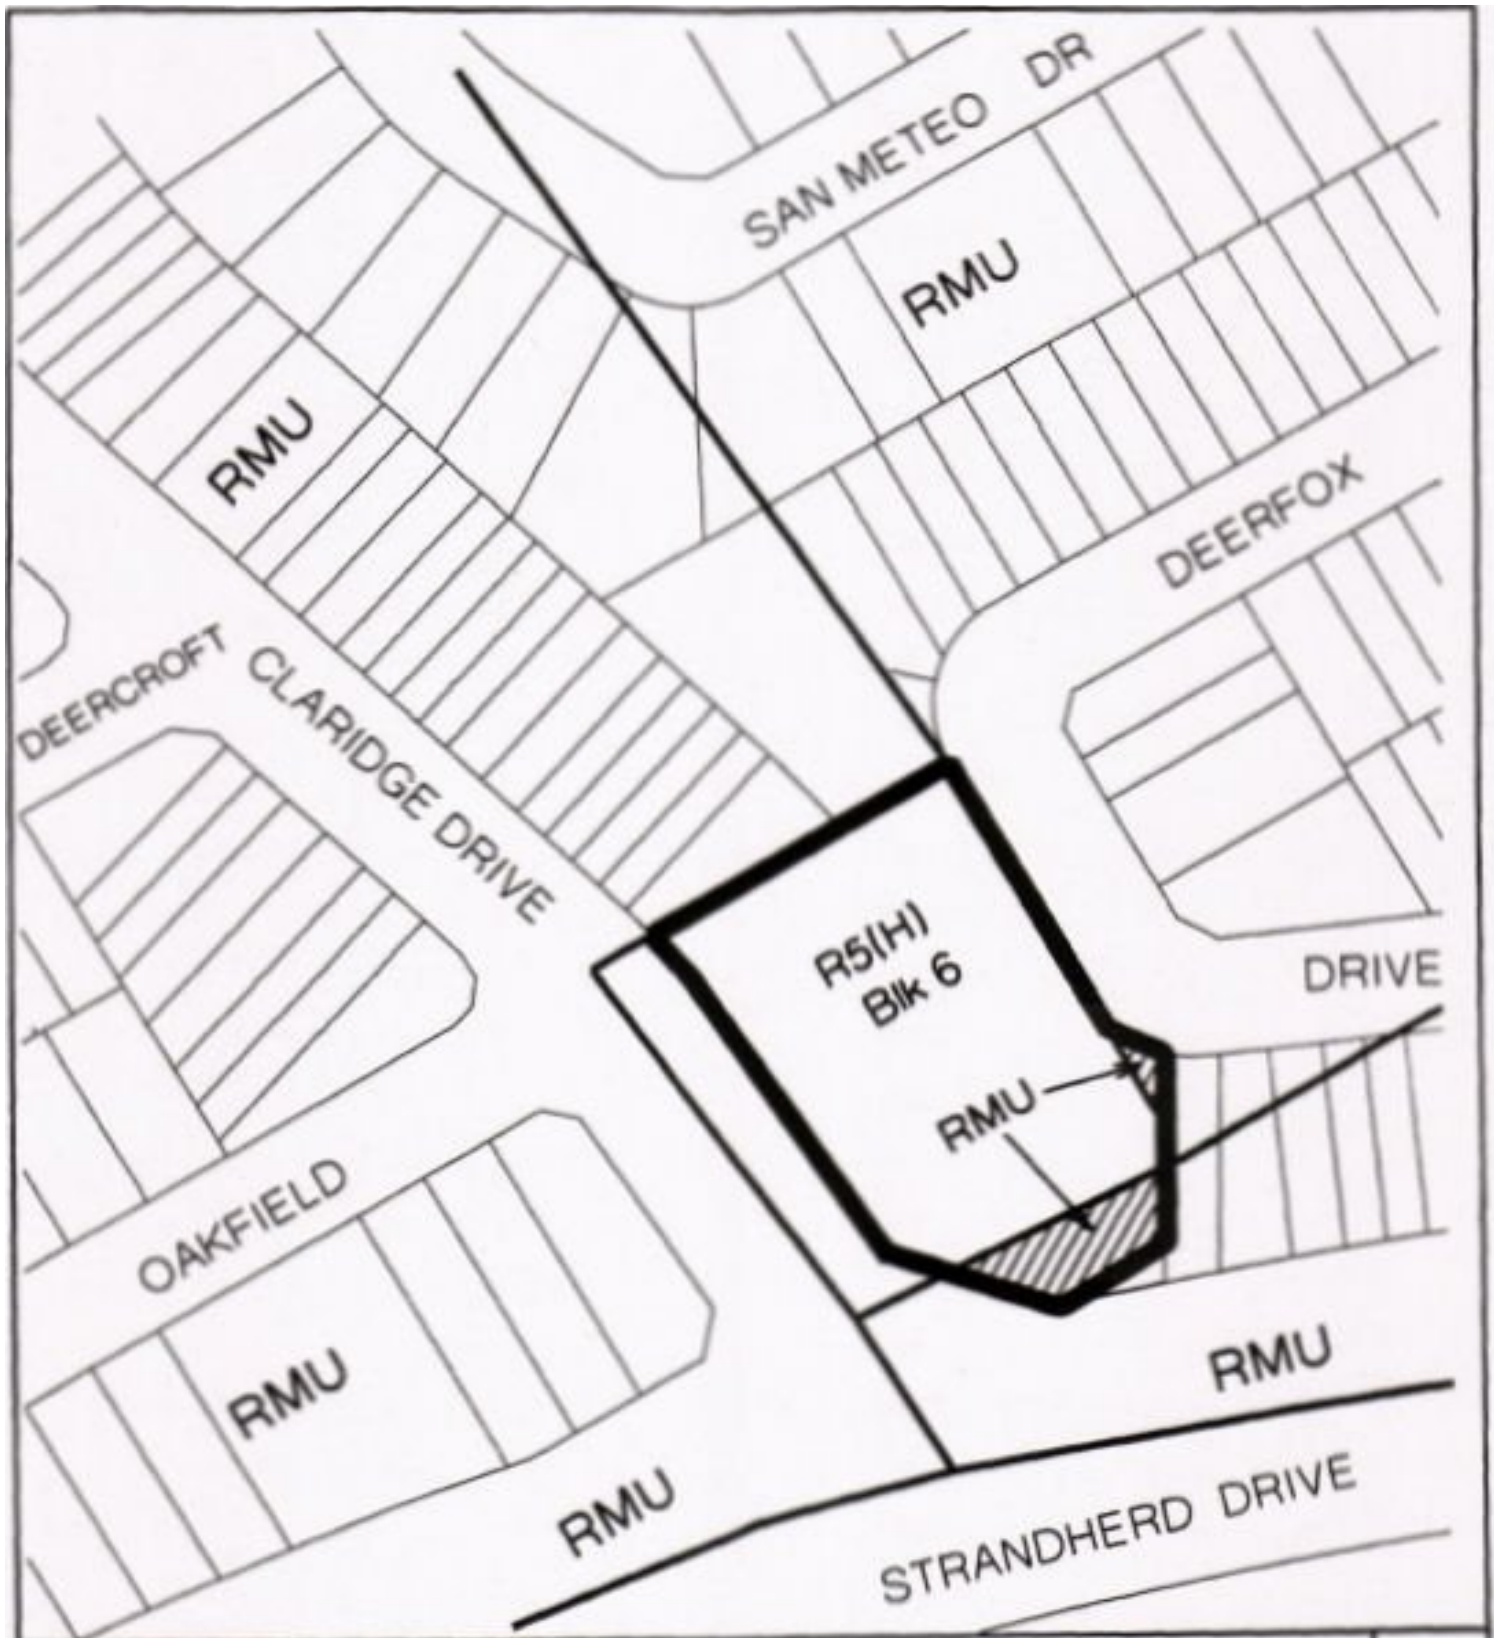 SAN METEO DR
RMU
RMU
DEERFOX
DEERCROFT
CLARIDGE DRIVE
R5(H)
Blk 6
DRIVE
RMU
OAKFIELD
RMU
RMU
RMU
STRANDHERD DRIVE